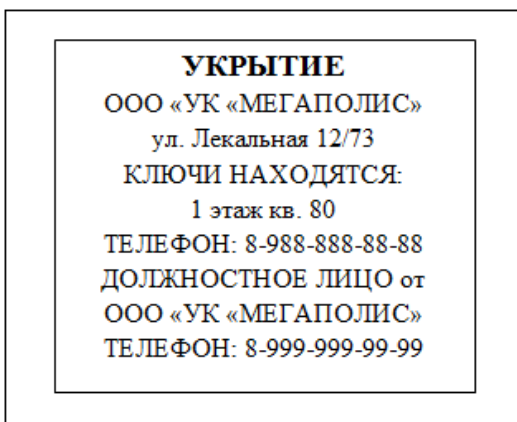 УКРЫТИЕ
ООО «УК «МЕГАПОЛИС»
ул. Лекальная 12/73
КЛЮЧИ НАХОДЯТСЯ:
1 этаж кв. 80
ТЕЛЕФОН: 8-988-888-88-88
ДОЛЖНОСТНОЕ ЛИЦО от
ООО «УК «МЕГАПОЛИС»
ТЕЛЕФОН: 8-999-999-99-99